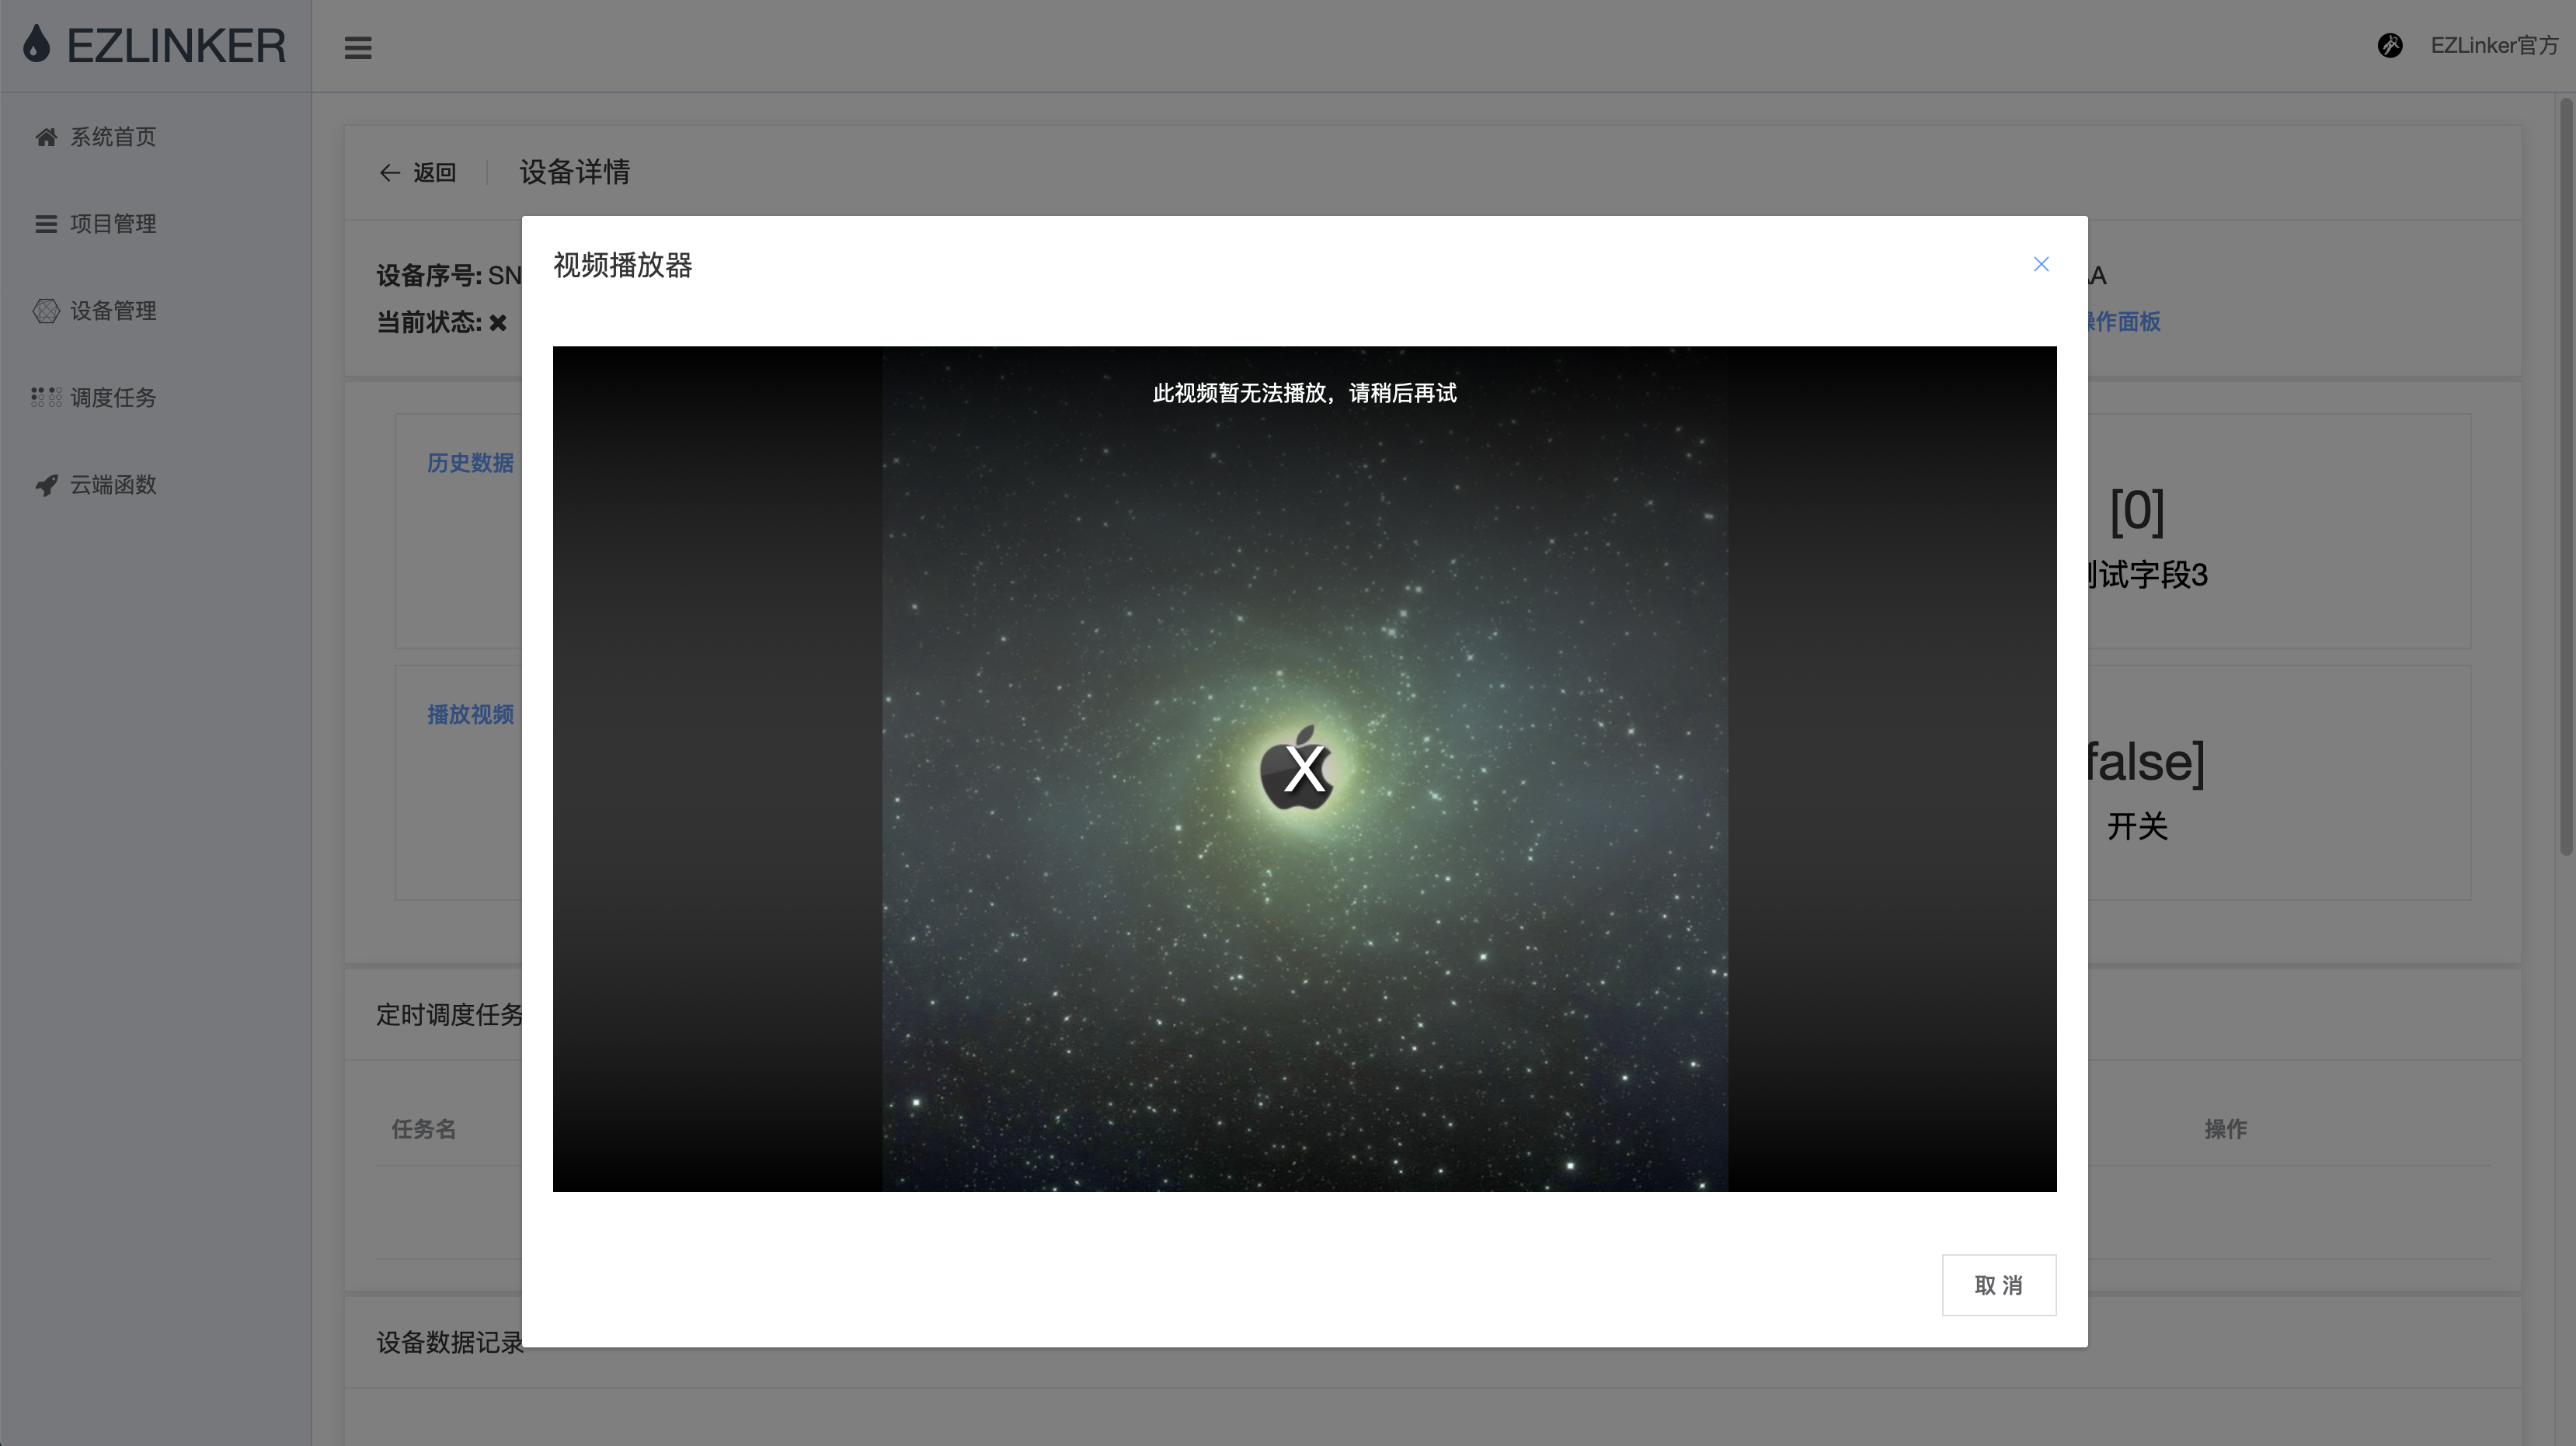 EZLINKER
EZLinker官方
系统首页
项目管理
设备管理
调度任务
云端函数
返回
设备详情
设备序号: SN
当前状态:
操作面板
视频播放器
此视频暂无法播放，请稍后再试
X
历史数据
[0]
测试字段3
播放视频
false]
开关
定时调度任务
任务名
操作
取 消
设备数据记录